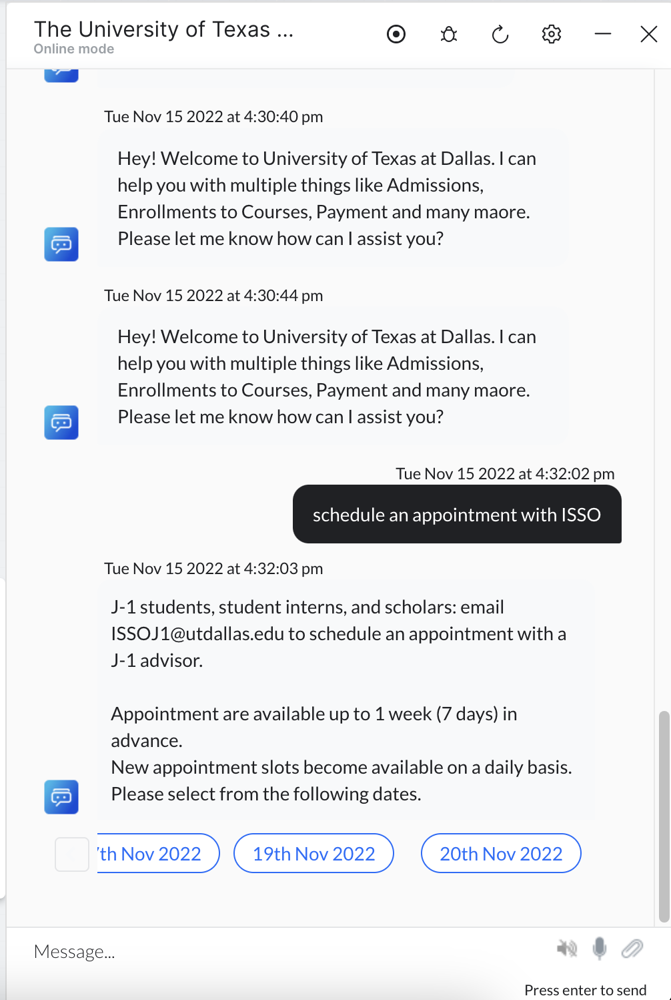 The University of Texas ...
Online mode
Tue Nov 15 2022 at 4:30:40 pm
Hey! Welcome to University of Texas at Dallas. I can
help you with multiple things like Admissions,
Enrollments to Courses, Payment and many maore.
Please let me know how can I assist you?
Tue Nov 15 2022 at 4:30:44 pm
Hey! Welcome to University of Texas at Dallas. I can
help you with multiple things like Admissions,
Enrollments to Courses, Payment and many maore.
Please let me know how can I assist you?
Tue Nov 15 2022 at 4:32:02 pm
schedule an appointment with ISSO
Tue Nov 15 2022 at 4:32:03 pm
J-1 students, student interns, and scholars: email
ISSOJ1@utdallas.edu to schedule an appointment with a
J-1 advisor.
Appointment are available up to 1 week (7 days) in
advance.
New appointment slots become available on a daily basis.
Please select from the following dates.
th Nov 2022 19th Nov 2022 20th Nov 2022
Message...
Press enter to send